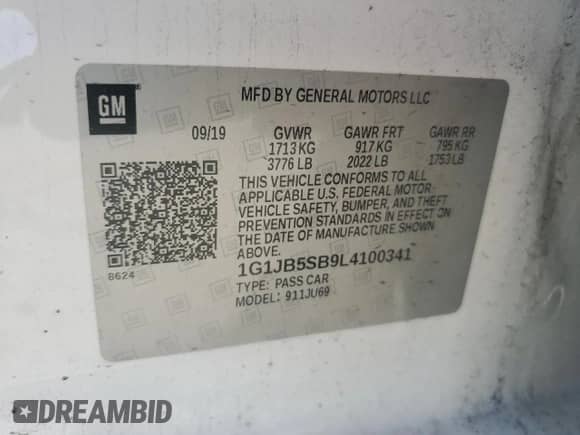 GM
MFD BY GENERAL MOTORS LLC
09/19 GVWR GAWR FRT GAWR RR
1713 KG 917 KG 795 KG
3776 LB 2022 LB 1753 LB
THIS VEHICLE CONFORMS TO ALL
APPLICABLE U.S. FEDERAL MOTOR
VEHICLE SAFETY, BUMPER, AND THEFT
PREVENTION STANDARDS IN EFFECT ON
THE DATE OF MANUFACTURE SHOWN
ABOVE.
8624
1G1JB5SB9L4100341
TYPE: PASS CAR
MODEL: 911JU69
DREAMBID